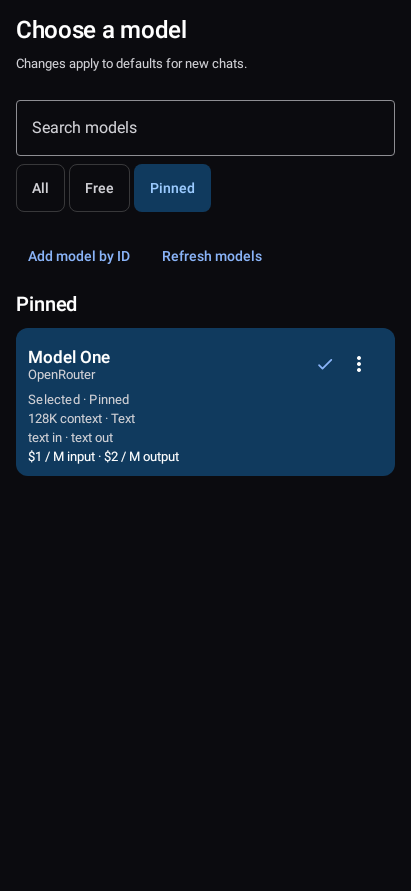 Choose a model
Changes apply to defaults for new chats.
Search models
All
Free
Pinned
Add model by ID
Refresh models
Pinned
Model One
OpenRouter
Selected · Pinned
128K context · Text
text in · text out
$1 / M input · $2 / M output